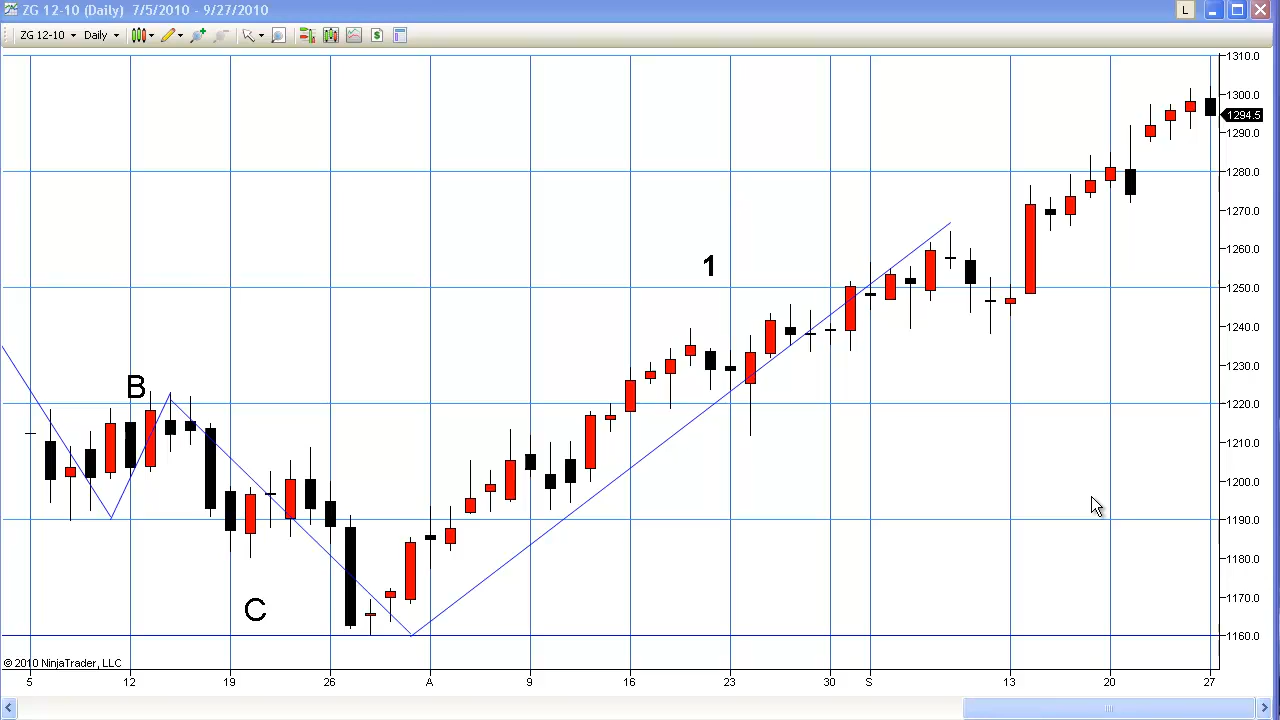 ZG 12-10 (Daily) 7/5/2010 - 9/27/2010
L
ZG 12-10 Daily
$
1310.0
1300.0
1294.5
1290.0
1280.0
1270.0
1
1260.0
1250.0
1240.0
1230.0
B
1220.0
1210.0
1200.0
1190.0
1180.0
1170.0
C
1160.0
© 2010 NinjaTrader, LLC
5 12 19 26 A 9 16 23 30 S 13 20 27